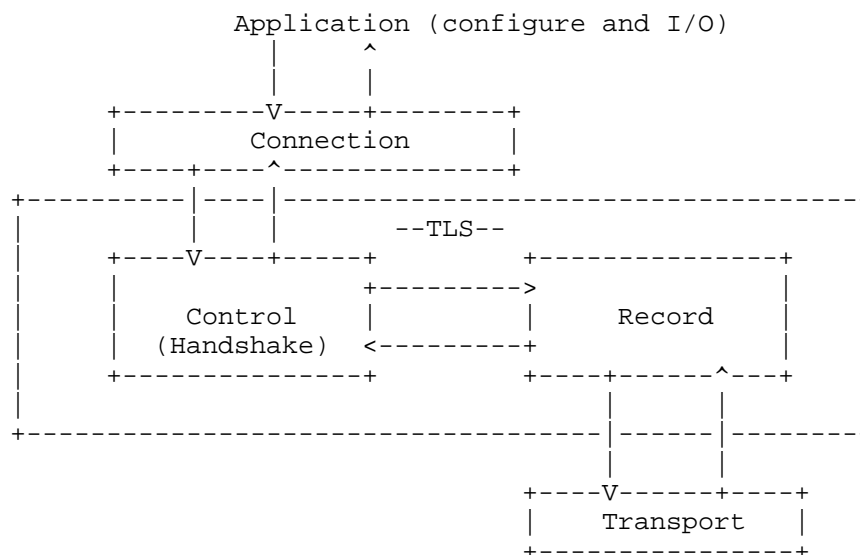 Application (configure and I/O)
Connection
--TLS--
Control
Record
(Handshake)
Transport